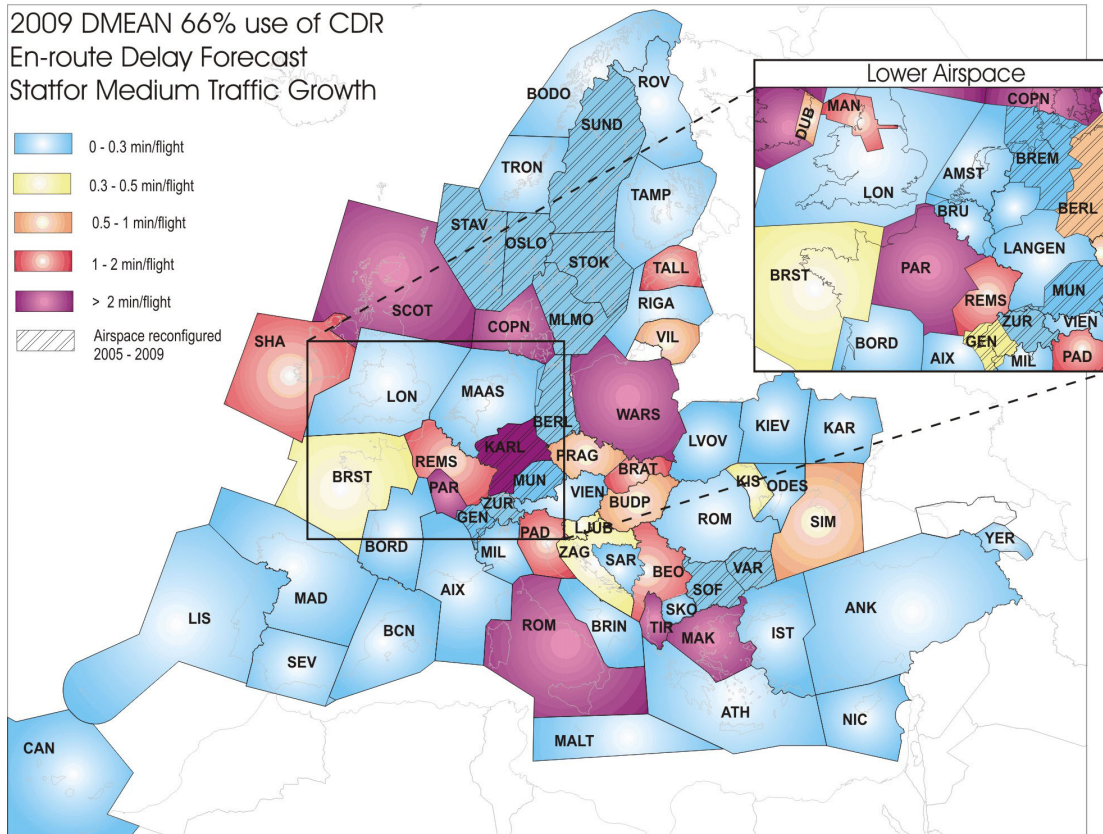 2009 DMEAN 66% use of CDR
En-route Delay Forecast
Statfor Medium Traffic Growth
0 - 0.3 min/flight
0.3 - 0.5 min/flight
0.5 - 1 min/flight
1 - 2 min/flight
> 2 min/flight
Airspace reconfigured
2005 - 2009
Lower Airspace
COPN
MAN
DUB
BREM
AMST
LON
BERL
BRU
LANGEN
PAR
BRST
REMS
MUN
ZUR
VIEN
GEN
BORD
AIX
MIL
PAD
ROV
BODO
SUND
TRON
TAMP
STAV
OSLO
STOK
TALL
RIGA
SCOT
COPN
MLMO
VIL
SHA
MAAS
LON
WARS
BERL
KIEV
KAR
LVOV
KARL
PRAG
REMS
BRAT
BRST
MUN
PAR
VIEN
KIS
ODES
ZUR
BUDP
GEN
ROM
SIM
LJUB
PAD
BORD
MIL
ZAG
SAR
YER
BEO
VAR
SOF
AIX
MAD
SKO
ANK
LIS
ROM
BRIN
TIR
MAK
IST
BCN
SEV
ATH
NIC
MALT
CAN